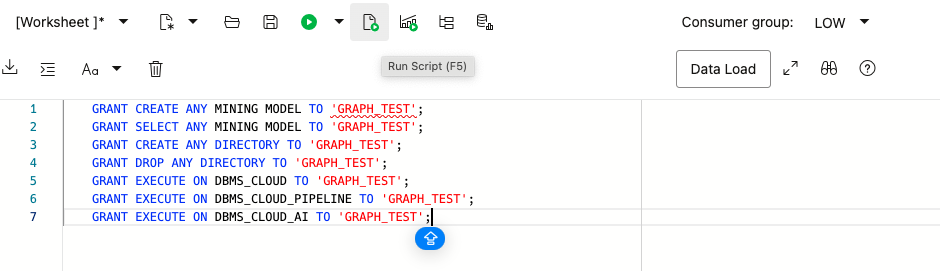 [Worksheet ]*
Consumer group: LOW
Aa
Run Script (F5)
Data Load
1 GRANT CREATE ANY MINING MODEL TO 'GRAPH_TEST';
2 GRANT SELECT ANY MINING MODEL TO 'GRAPH_TEST';
3 GRANT CREATE ANY DIRECTORY TO 'GRAPH_TEST';
4 GRANT DROP ANY DIRECTORY TO 'GRAPH_TEST';
5 GRANT EXECUTE ON DBMS_CLOUD TO 'GRAPH_TEST';
6 GRANT EXECUTE ON DBMS_CLOUD_PIPELINE TO 'GRAPH_TEST';
7 GRANT EXECUTE ON DBMS_CLOUD_AI TO 'GRAPH_TEST';